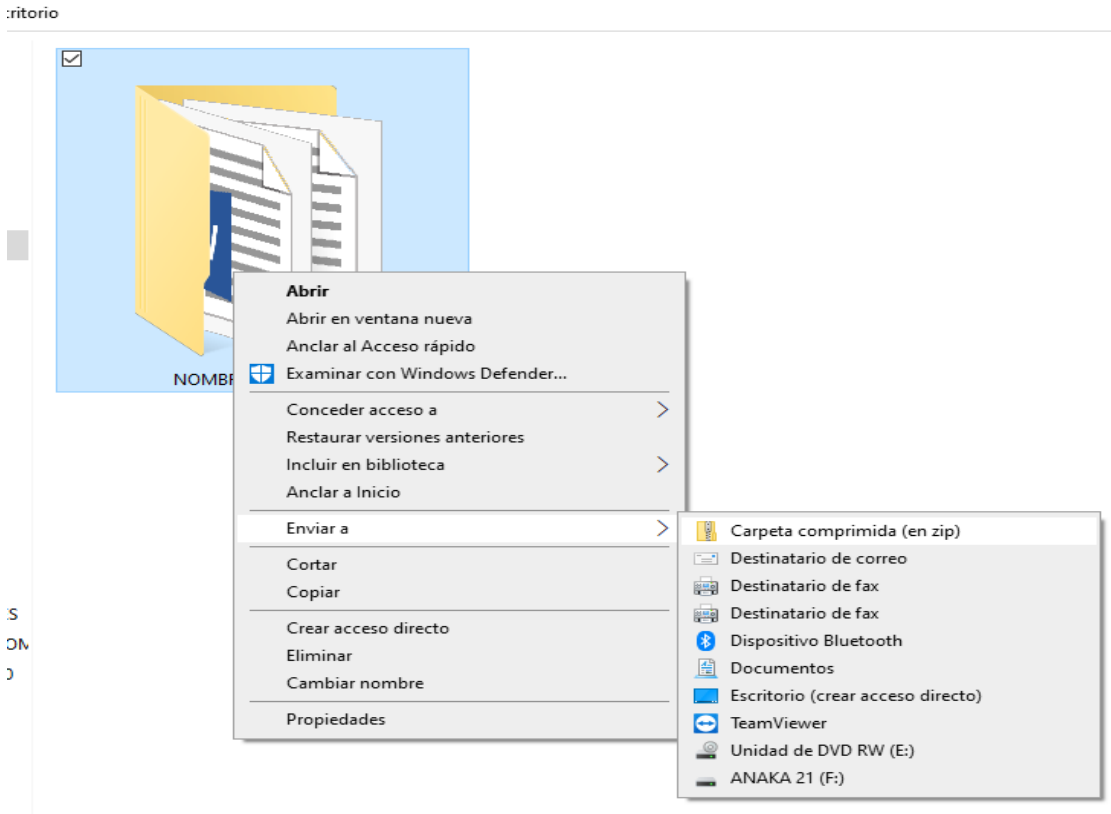 critorio
NOMBR
Abrir
Abrir en ventana nueva
Anclar al Acceso rápido
Examinar con Windows Defender...
Conceder acceso a
Restaurar versiones anteriores
Incluir en biblioteca
Anclar a Inicio
Enviar a
Cortar
Copiar
Crear acceso directo
Eliminar
Cambiar nombre
Propiedades
Carpeta comprimida (en zip)
Destinatario de correo
Destinatario de fax
Destinatario de fax
Dispositivo Bluetooth
Documentos
Escritorio (crear acceso directo)
TeamViewer
Unidad de DVD RW (E:)
ANAKA 21 (F:)